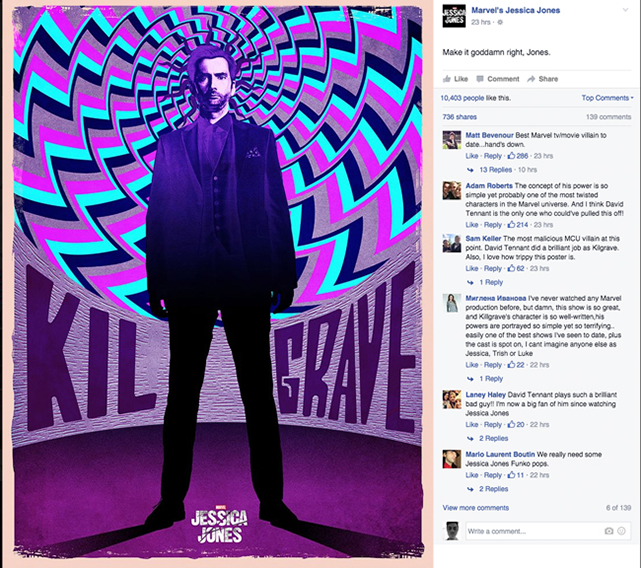 KILGRAVE
MARVEL
JESSICA
JONES
JESSICA
JONES
Marvel's Jessica Jones
23 hrs ·
Make it goddamn right, Jones.
Like Comment Share
10,403 people like this. Top Comments
736 shares 139 comments
Matt Bevenour Best Marvel tv/movie villain to
date...hand's down.
Like · Reply · 286 · 23 hrs
13 Replies · 10 hrs
Adam Roberts The concept of his power is so
simple yet probably one of the most twisted
characters in the Marvel universe. And I think David
Tennant is the only one who could've pulled this off!
Like · Reply · 214 · 23 hrs
Sam Keller The most malicious MCU villain at this
point. David Tennant did a brilliant job as Kilgrave.
Also, I love how trippy this poster is.
Like · Reply · 62 · 23 hrs
1 Reply
Миглена Иванова I've never watched any Marvel
production before, but damn, this show is so great,
and Killgrave's character is so well-written,his
powers are portrayed so simple yet so terrifying..
easily one of the best shows I've seen to date, plus
the cast is spot on, I cant imagine anyone else as
Jessica, Trish or Luke
Like · Reply · 22 · 22 hrs
1 Reply
Laney Haley David Tennant plays such a brilliant
bad guy!! I'm now a big fan of him since watching
Jessica Jones
Like · Reply · 20 · 22 hrs
2 Replies
Mario Laurent Boutin We really need some
Jessica Jones Funko pops.
Like · Reply · 11 · 22 hrs
2 Replies
View more comments 6 of 139
Write a comment...